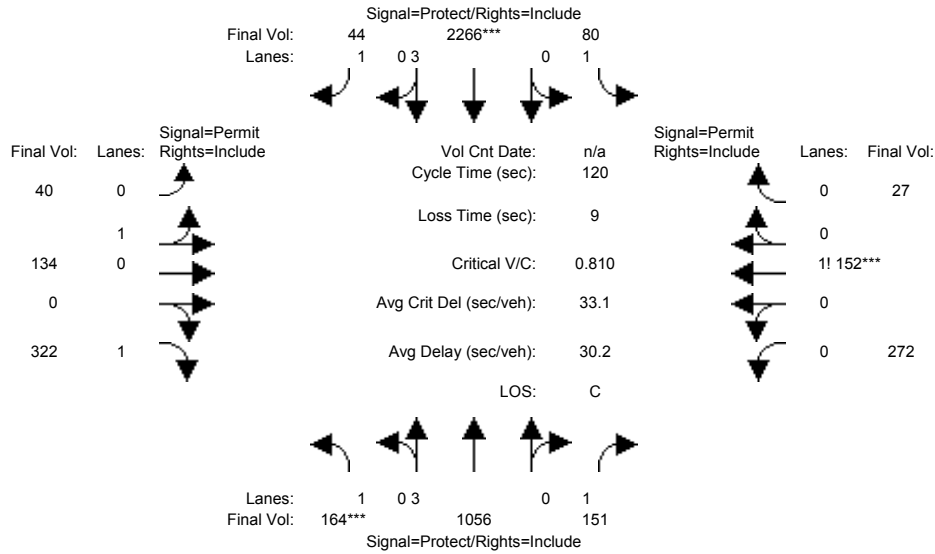 Signal=Protect/Rights=Include
Final Vol: 44 2266*** 80
Lanes: 1 0 3 0 1
Signal=Permit Signal=Permit
Final Vol: Lanes: Rights=Include Vol Cnt Date: n/a Rights=Include Lanes: Final Vol:
Cycle Time (sec): 120
40 0 0 27
Loss Time (sec): 9
1 0
134 0 Critical V/C: 0.810 1! 152***
0 Avg Crit Del (sec/veh): 33.1 0
322 1 Avg Delay (sec/veh): 30.2 0 272
LOS: C
Lanes: 1 0 3 0 1
Final Vol: 164*** 1056 151
Signal=Protect/Rights=Include